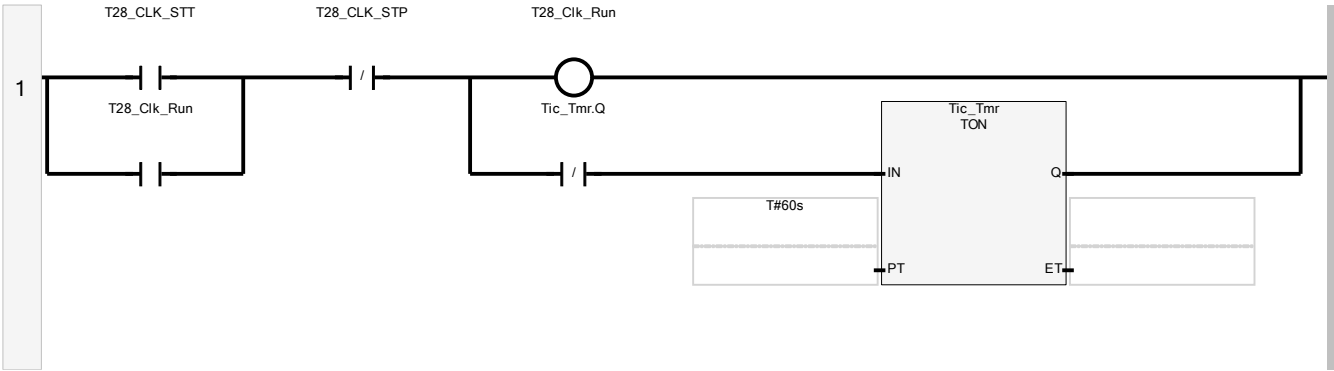 T28_CLK_STT
T28_CLK_STP
T28_Clk_Run
1
/
T28_Clk_Run
Tic_Tmr.Q
/
Tic_Tmr
TON
IN
Q
T#60s
PT
ET